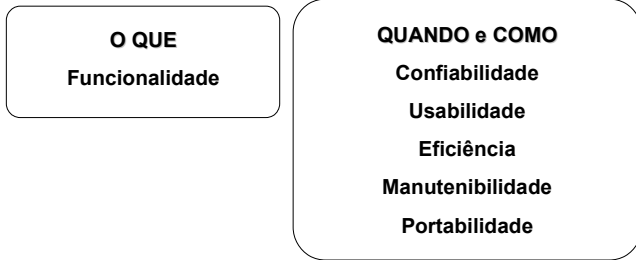 O QUE
Funcionalidade
QUANDO e COMO
Confiabilidade
Usabilidade
Eficiência
Manutenibilidade
Portabilidade